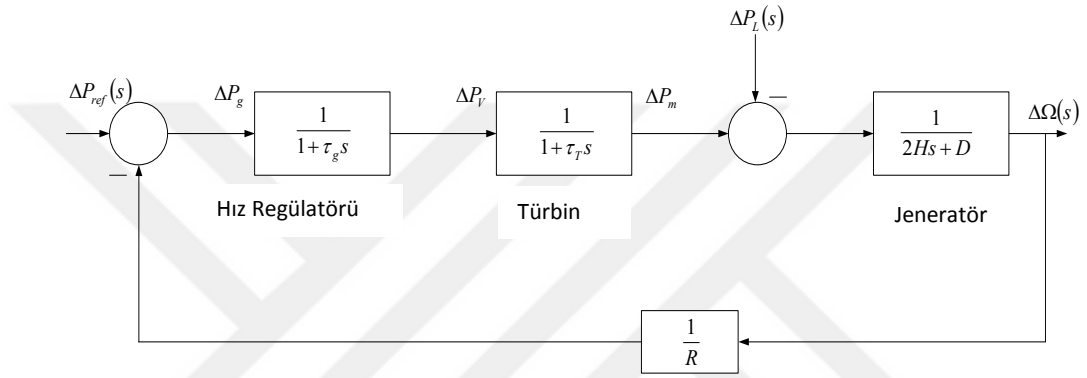 ΔP_L(s)
ΔP_ref(s)
ΔP_g
ΔP_V
ΔP_m
ΔΩ(s)
1
1 + τ_g s
1
1 + τ_T s
1
2Hs + D
Hız Regülatörü
Türbin
Jeneratör
1
R